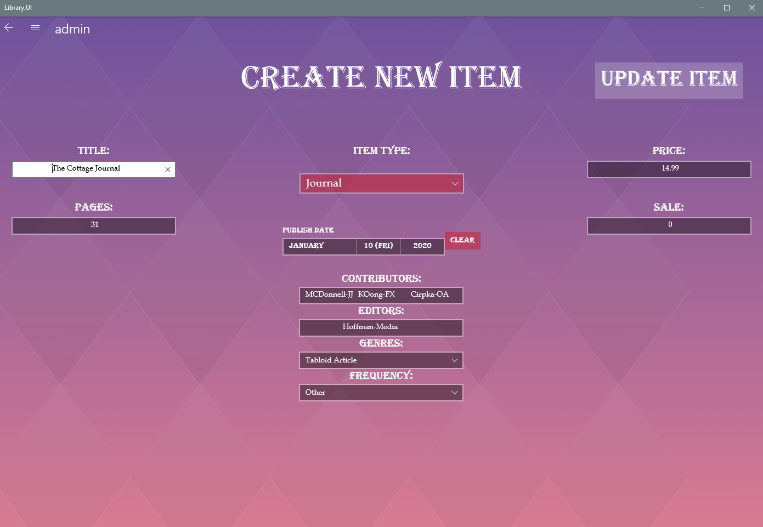 Library.UI
admin
CREATE NEW ITEM
UPDATE ITEM
TITLE:
The Cottage Journal
PAGES:
31
ITEM TYPE:
Journal
PUBLISH DATE
JANUARY 10 (FRI) 2020
CLEAR
CONTRIBUTORS:
MCDonnell-JJ KOong-FX Cirpka-OA
EDITORS:
Hoffman-Media
GENRES:
Tabloid Article
FREQUENCY:
Other
PRICE:
14.99
SALE:
0